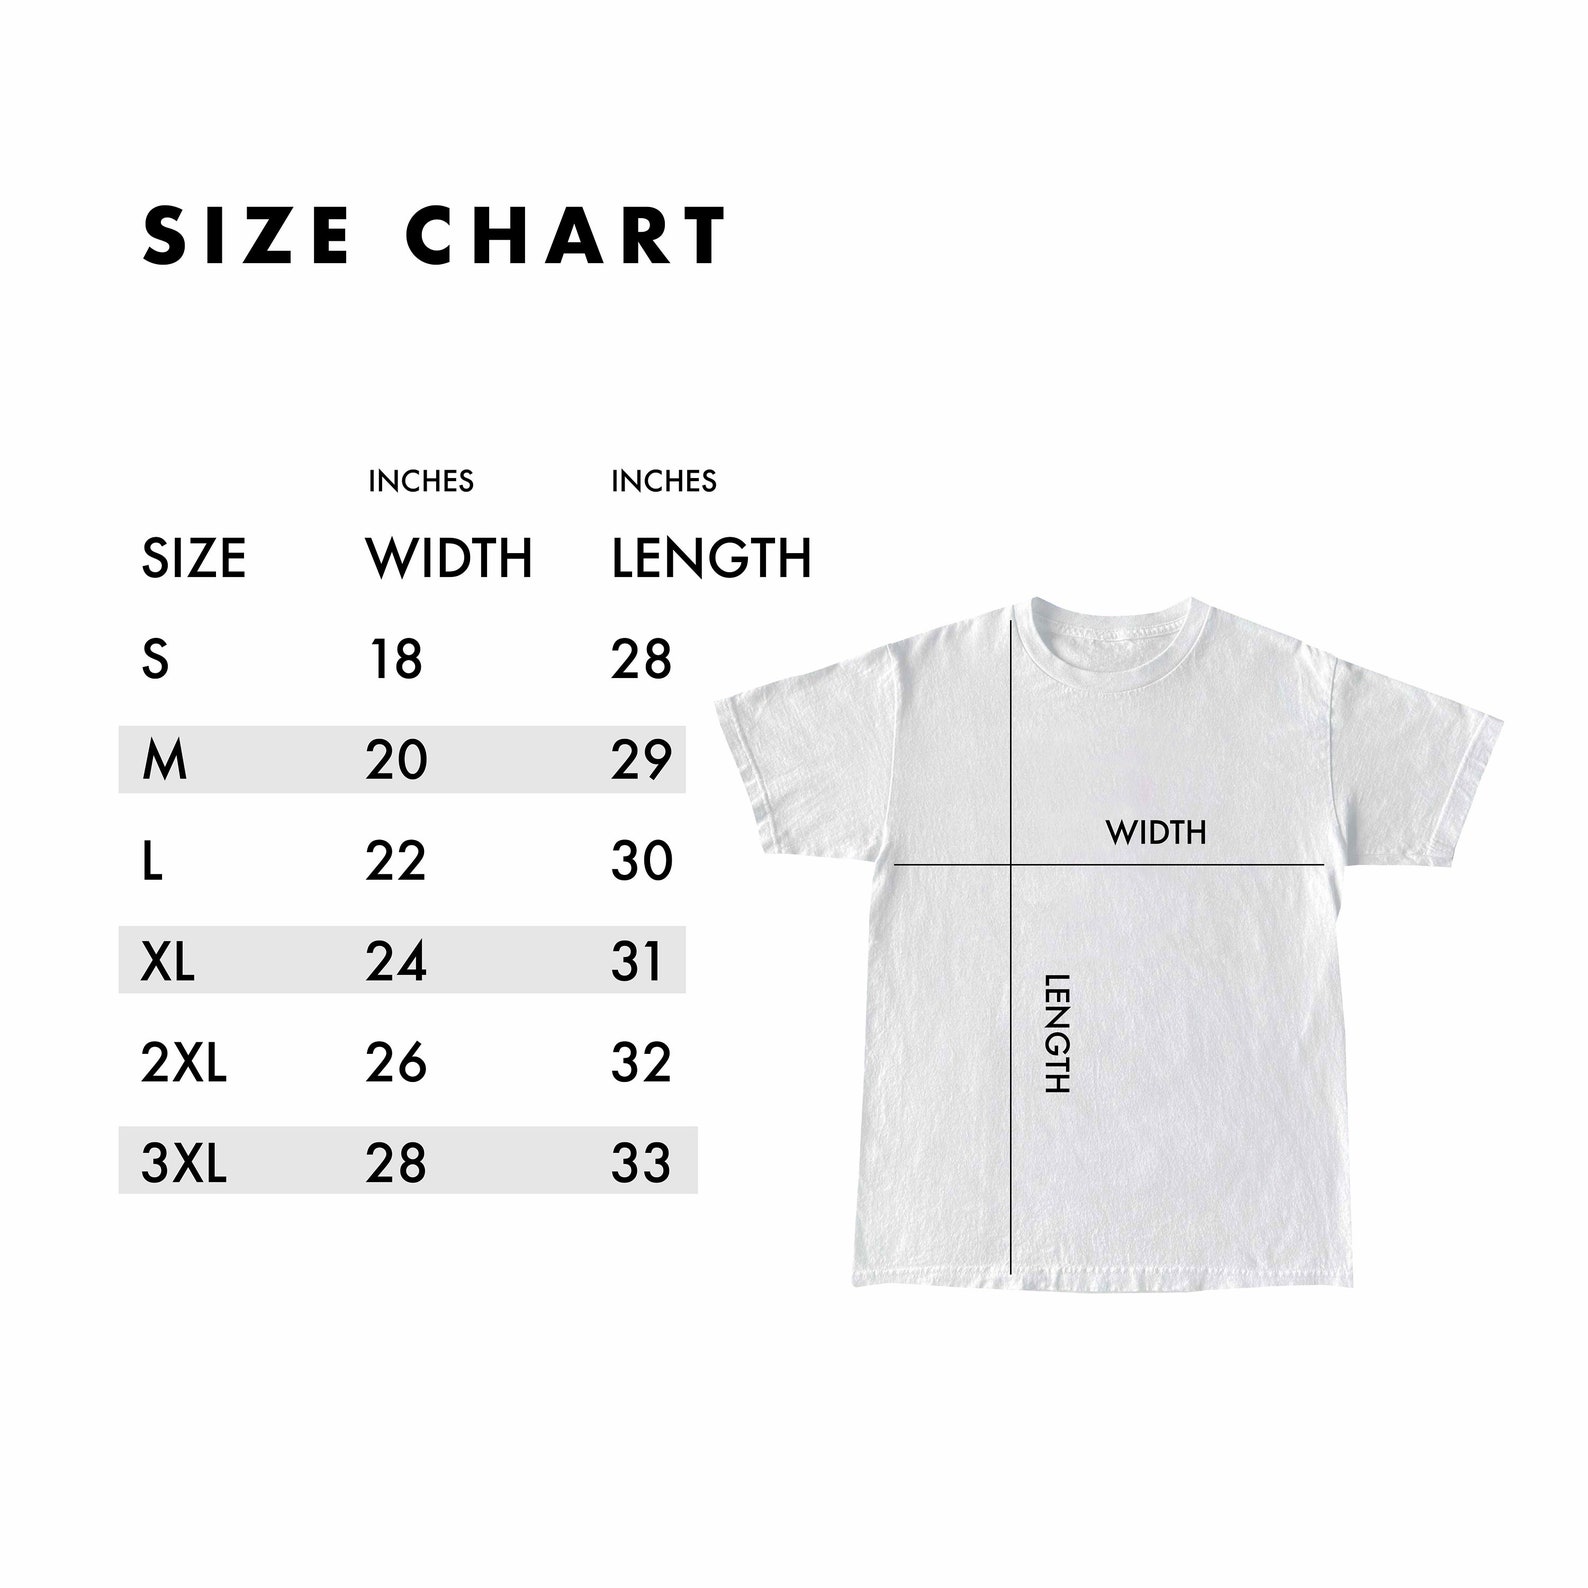 SIZE CHART
INCHES INCHES
SIZE WIDTH LENGTH
S 18 28
M 20 29
L 22 30
XL 24 31
2XL 26 32
3XL 28 33
WIDTH
LENGTH